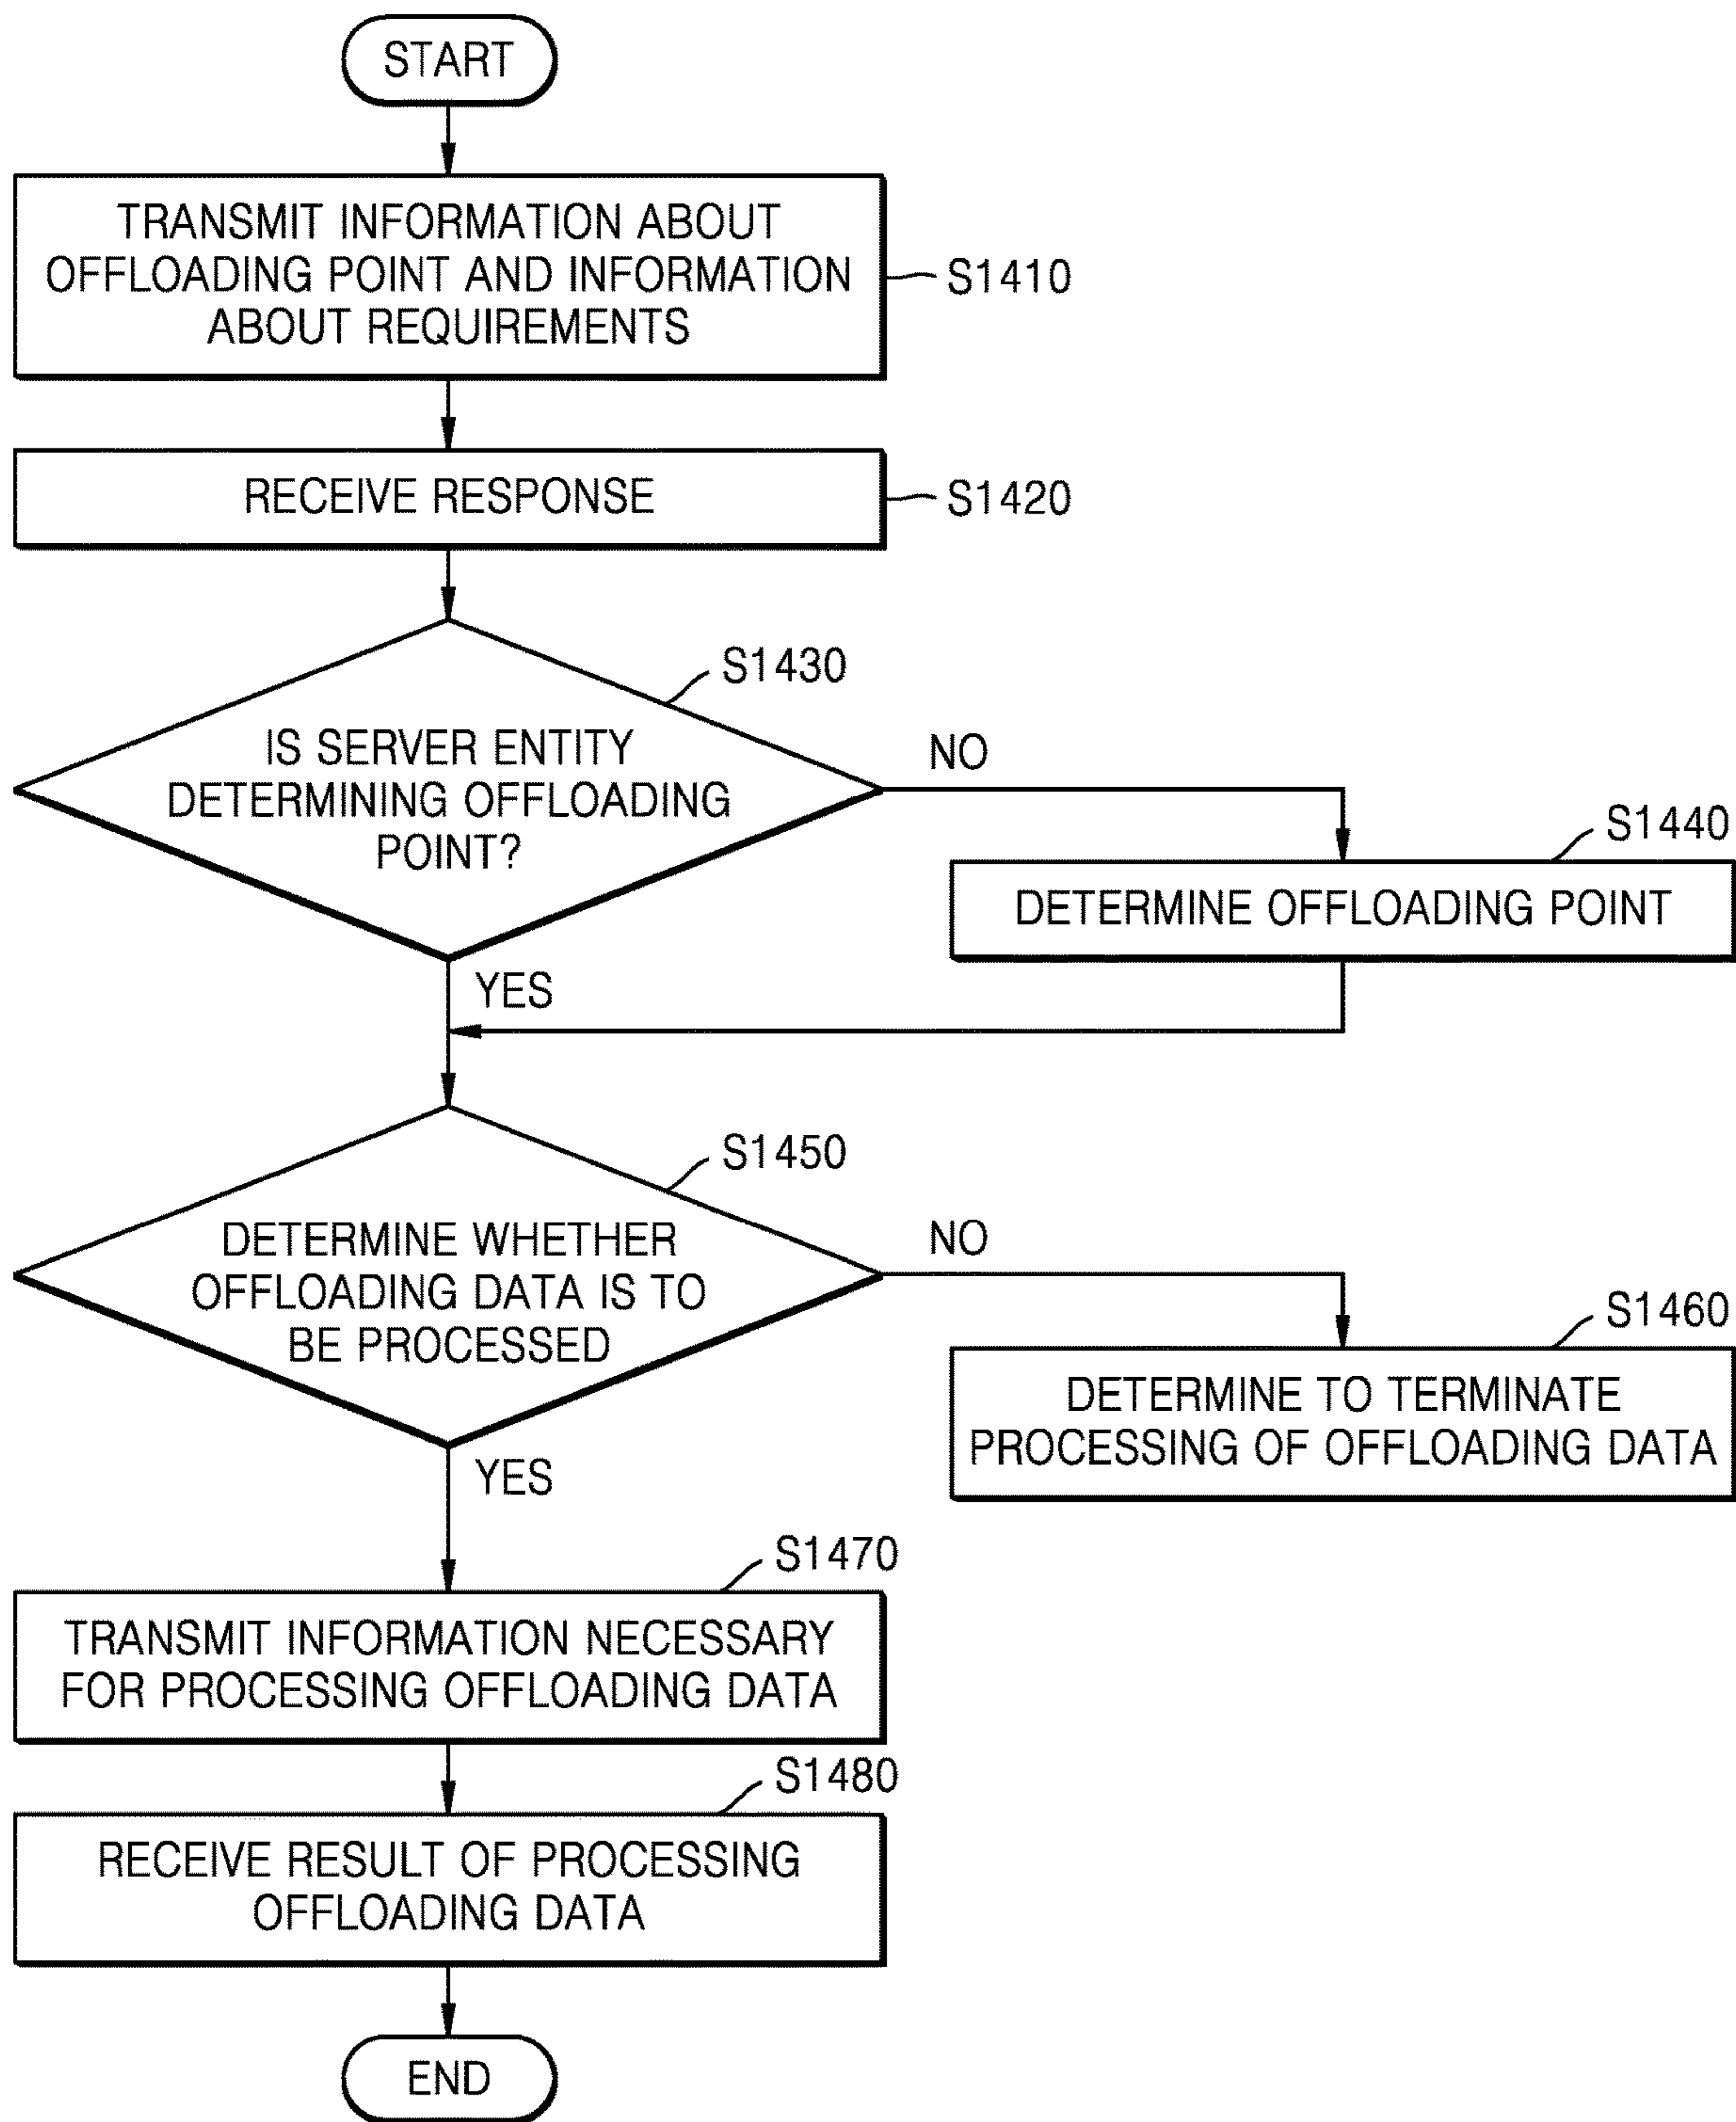 START
TRANSMIT INFORMATION ABOUT
OFFLOADING POINT AND INFORMATION
ABOUT REQUIREMENTS
S1410
RECEIVE RESPONSE
S1420
S1430
IS SERVER ENTITY
DETERMINING OFFLOADING
POINT?
NO
S1440
DETERMINE OFFLOADING POINT
YES
S1450
DETERMINE WHETHER
OFFLOADING DATA IS TO
BE PROCESSED
NO
S1460
DETERMINE TO TERMINATE
PROCESSING OF OFFLOADING DATA
YES
S1470
TRANSMIT INFORMATION NECESSARY
FOR PROCESSING OFFLOADING DATA
S1480
RECEIVE RESULT OF PROCESSING
OFFLOADING DATA
END